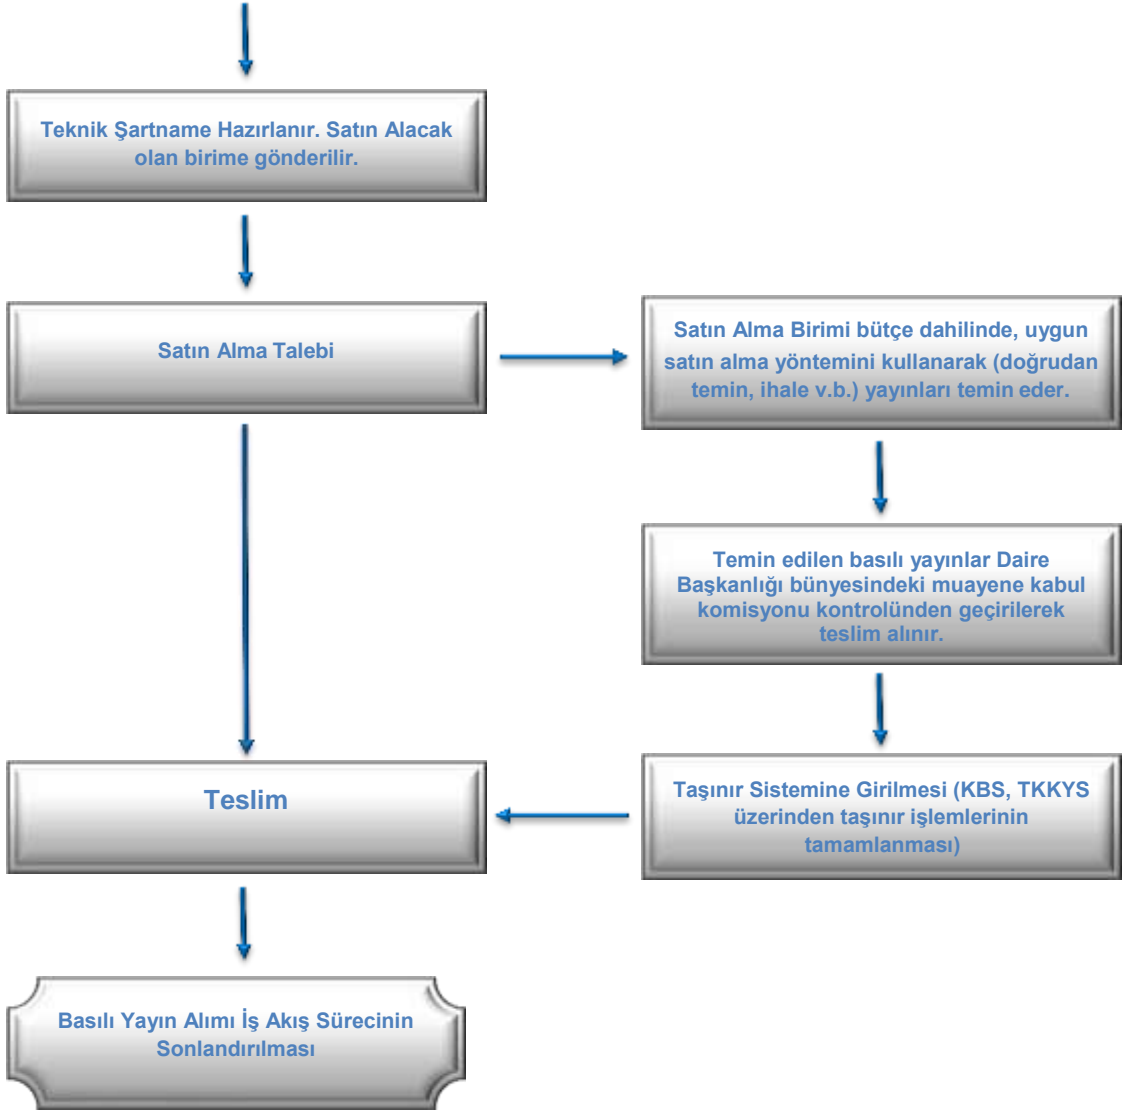 Teknik Şartname Hazırlanır. Satın Alacak
olan birime gönderilir.
Satın Alma Talebi
Satın Alma Birimi bütçe dahilinde, uygun
satın alma yöntemini kullanarak (doğrudan
temin, ihale v.b.) yayınları temin eder.
Temin edilen basılı yayınlar Daire
Başkanlığı bünyesindeki muayene kabul
komisyonu kontrolünden geçirilerek
teslim alınır.
Taşınır Sistemine Girilmesi (KBS, TKKYS
üzerinden taşınır işlemlerinin
tamamlanması)
Teslim
Basılı Yayın Alımı İş Akış Sürecinin
Sonlandırılması